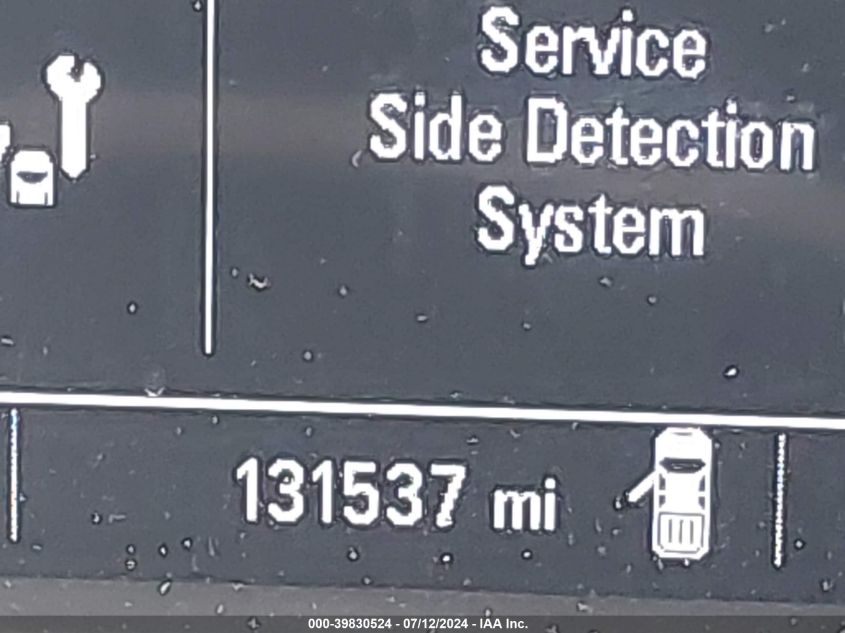 Service
Side Detection
System
131537 mi
000-39830524 - 07/12/2024 - IAA Inc.